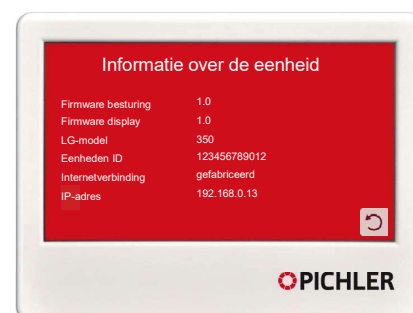 Informatie over de eenheid
Firmware besturing 1.0
Firmware display 1.0
LG-model 350
Eenheden ID 123456789012
Internetverbinding gefabriceerd
IP-adres 192.168.0.13
PICHLER